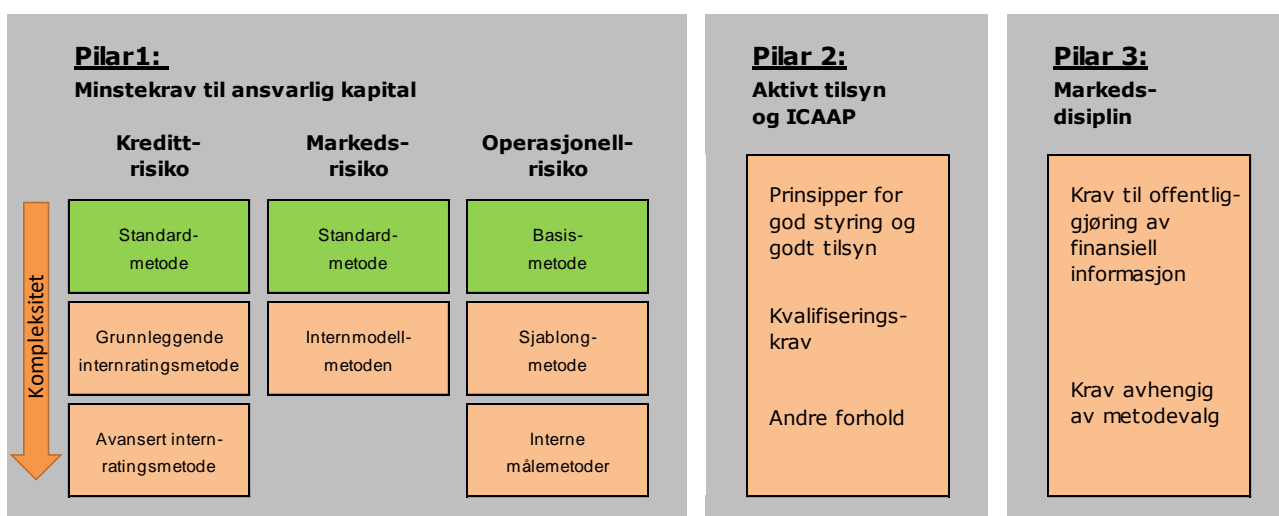 Pilar1:
Minstekrav til ansvarlig kapital
Kreditt-
risiko
Markeds-
risiko
Operasjonell-
risiko
Kompleksitet
Standard-
metode
Standard-
metode
Basis-
metode
Grunnleggende
internratingsmetode
Internmodell-
metoden
Sjablong-
metode
Avansert intern-
ratingsmetode
Interne
målemetoder
Pilar 2:
Aktivt tilsyn
og ICAAP
Prinsipper for
god styring og
godt tilsyn
Kvalifiserings-
krav
Andre forhold
Pilar 3:
Markeds-
disiplin
Krav til offentlig-
gjøring av
finansiell
informasjon
Krav avhengig
av metodevalg